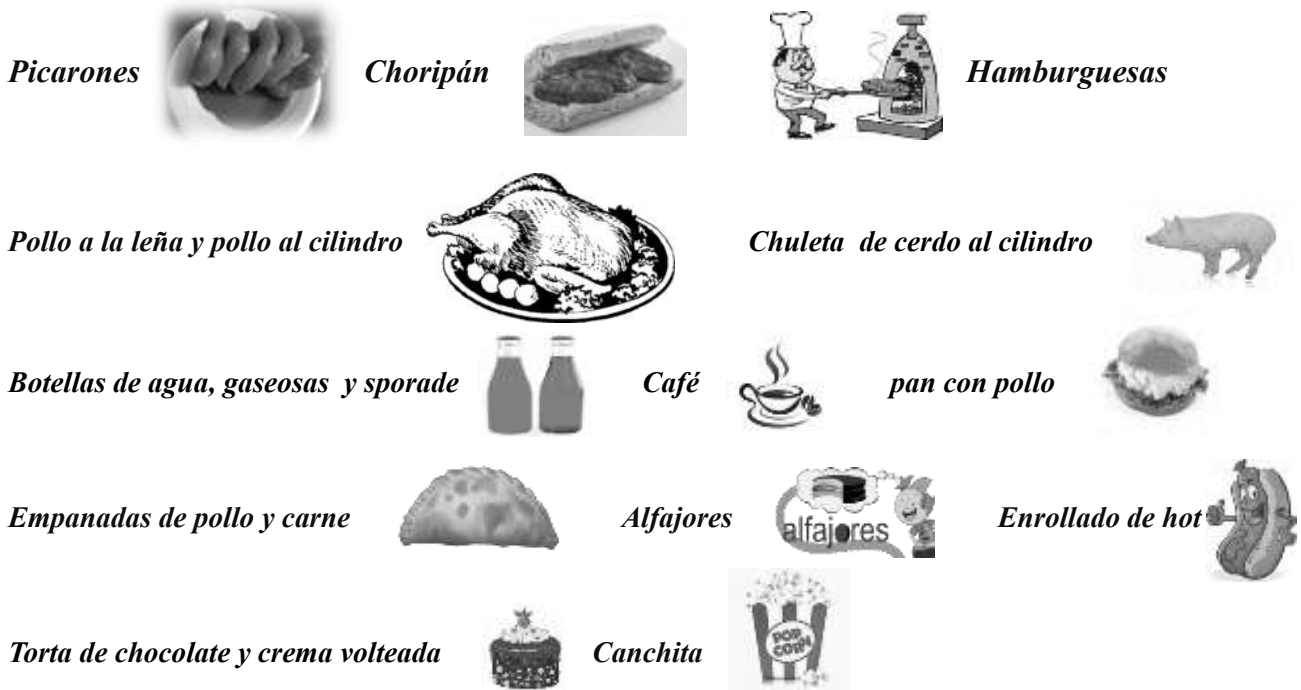 Picarones Choripán Hamburguesas
Pollo a la leña y pollo al cilindro Chuleta de cerdo al cilindro
Botellas de agua, gaseosas y sporade Café pan con pollo
Empanadas de pollo y carne Alfajores alfajores Enrollado de hot
Torta de chocolate y crema volteada Canchita POP
CORN